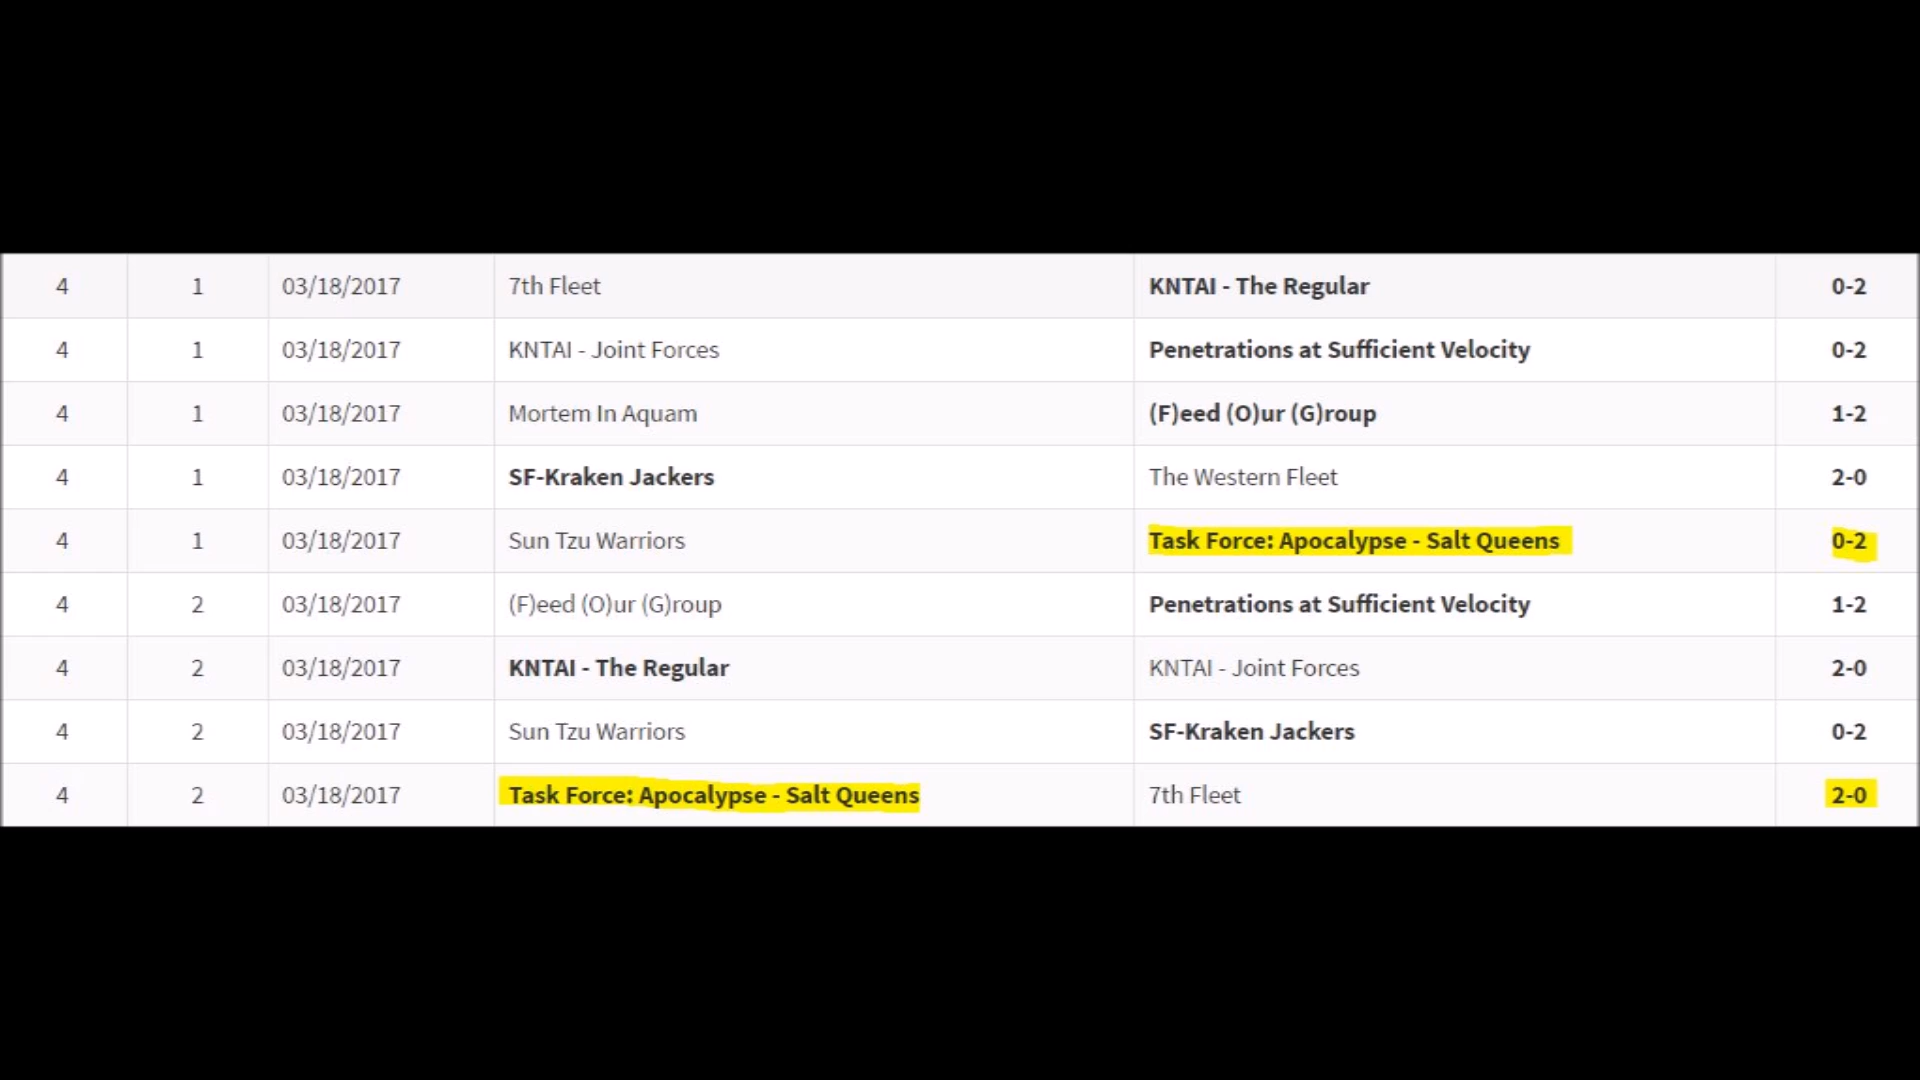 4 1 03/18/2017 7th Fleet KNTAI - The Regular 0-2
4 1 03/18/2017 KNTAI - Joint Forces Penetrations at Sufficient Velocity 0-2
4 1 03/18/2017 Mortem In Aquam (F)eed (O)ur (G)roup 1-2
4 1 03/18/2017 SF-Kraken Jackers The Western Fleet 2-0
4 1 03/18/2017 Sun Tzu Warriors Task Force: Apocalypse - Salt Queens 0-2
4 2 03/18/2017 (F)eed (O)ur (G)roup Penetrations at Sufficient Velocity 1-2
4 2 03/18/2017 KNTAI - The Regular KNTAI - Joint Forces 2-0
4 2 03/18/2017 Sun Tzu Warriors SF-Kraken Jackers 0-2
4 2 03/18/2017 Task Force: Apocalypse - Salt Queens 7th Fleet 2-0